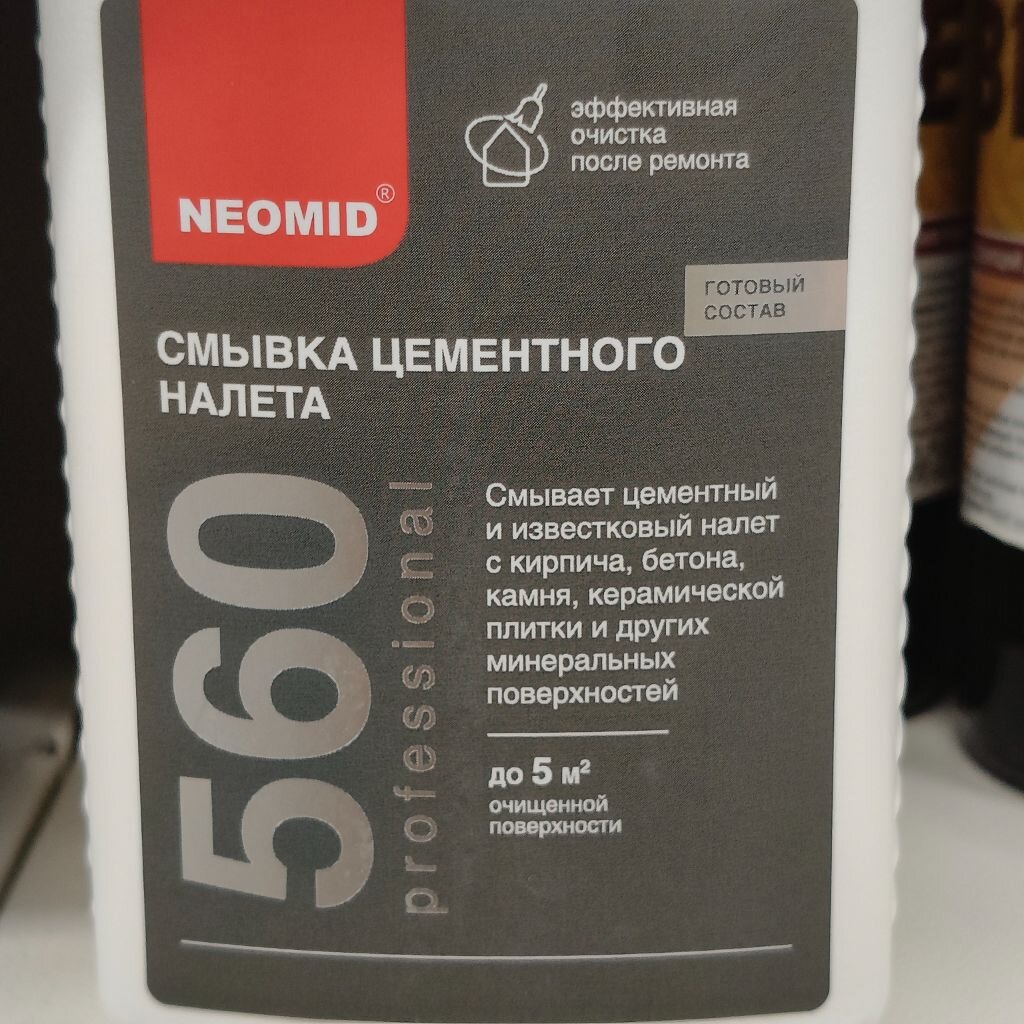 эффективная
очистка
после ремонта
NEOMID®
ГОТОВЫЙ
СОСТАВ
СМЫВКА ЦЕМЕНТНОГО
НАЛЕТА
560
professional
Смывает цементный
и известковый налет
с кирпича, бетона,
камня, керамической
плитки и других
минеральных
поверхностей
до 5 м²
очищенной
поверхности